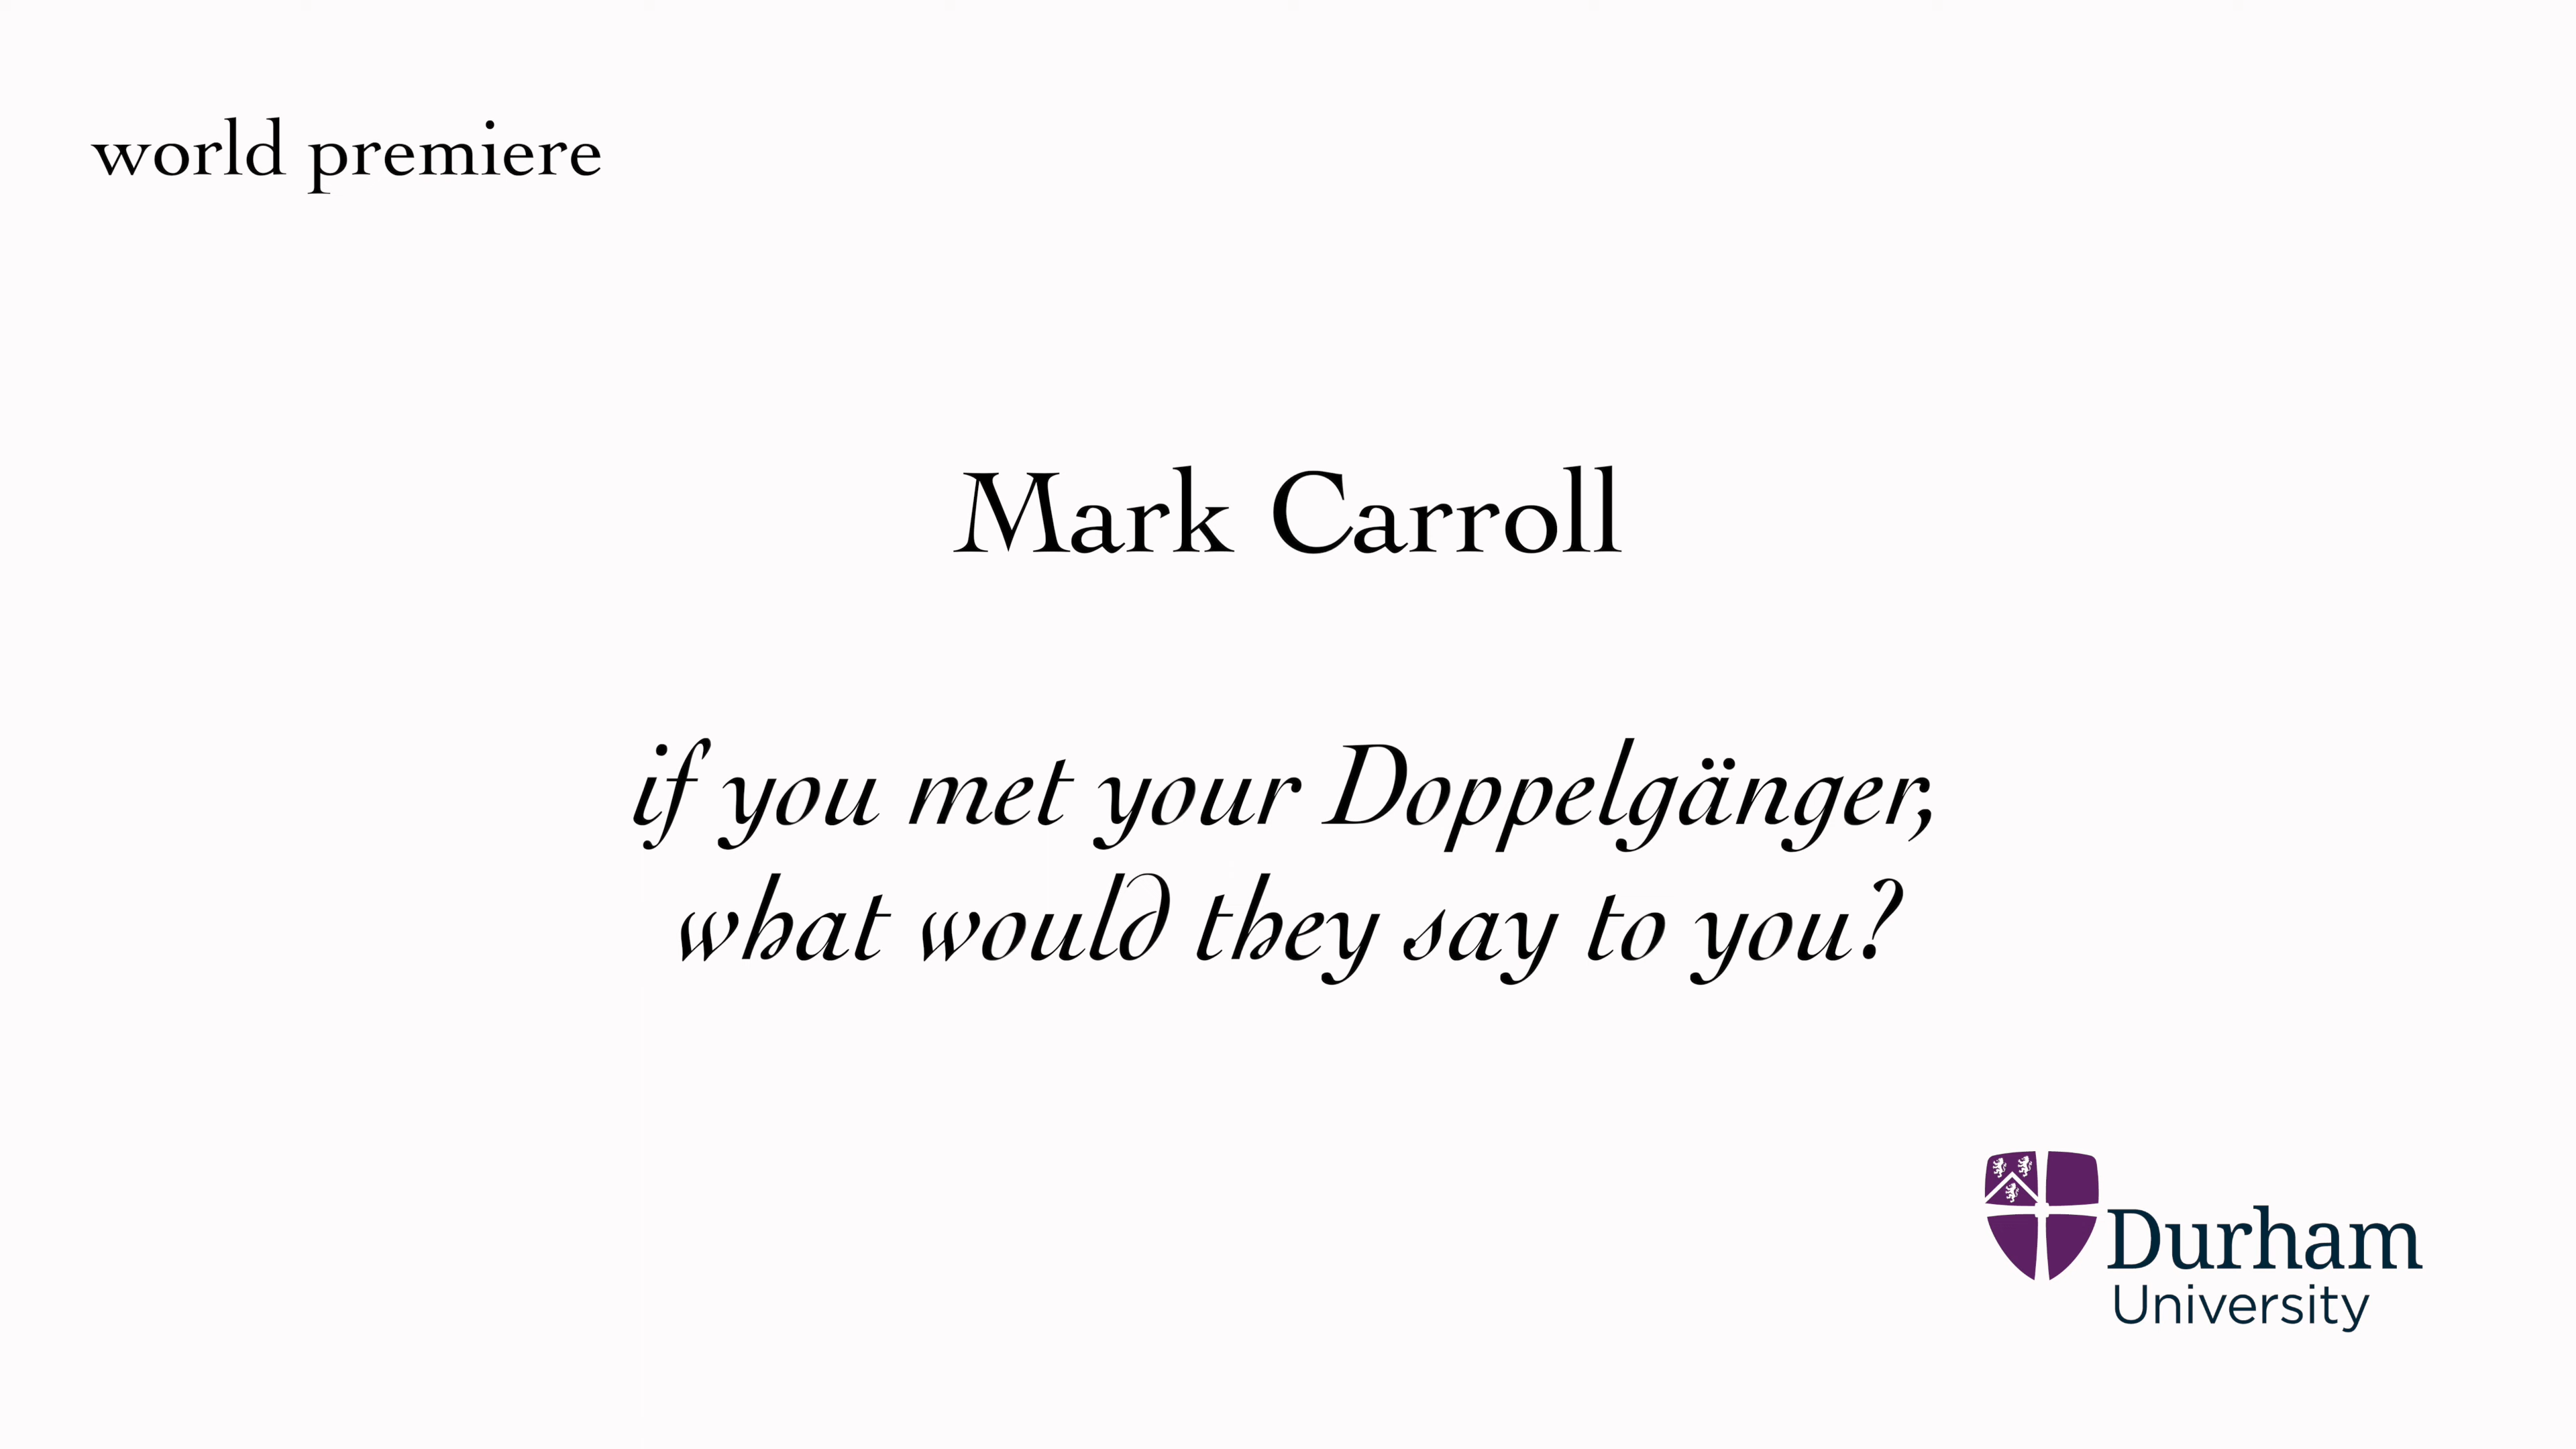 world premiere
Mark Carroll
if you met your Doppelgänger,
what would they say to you?
Durham
University